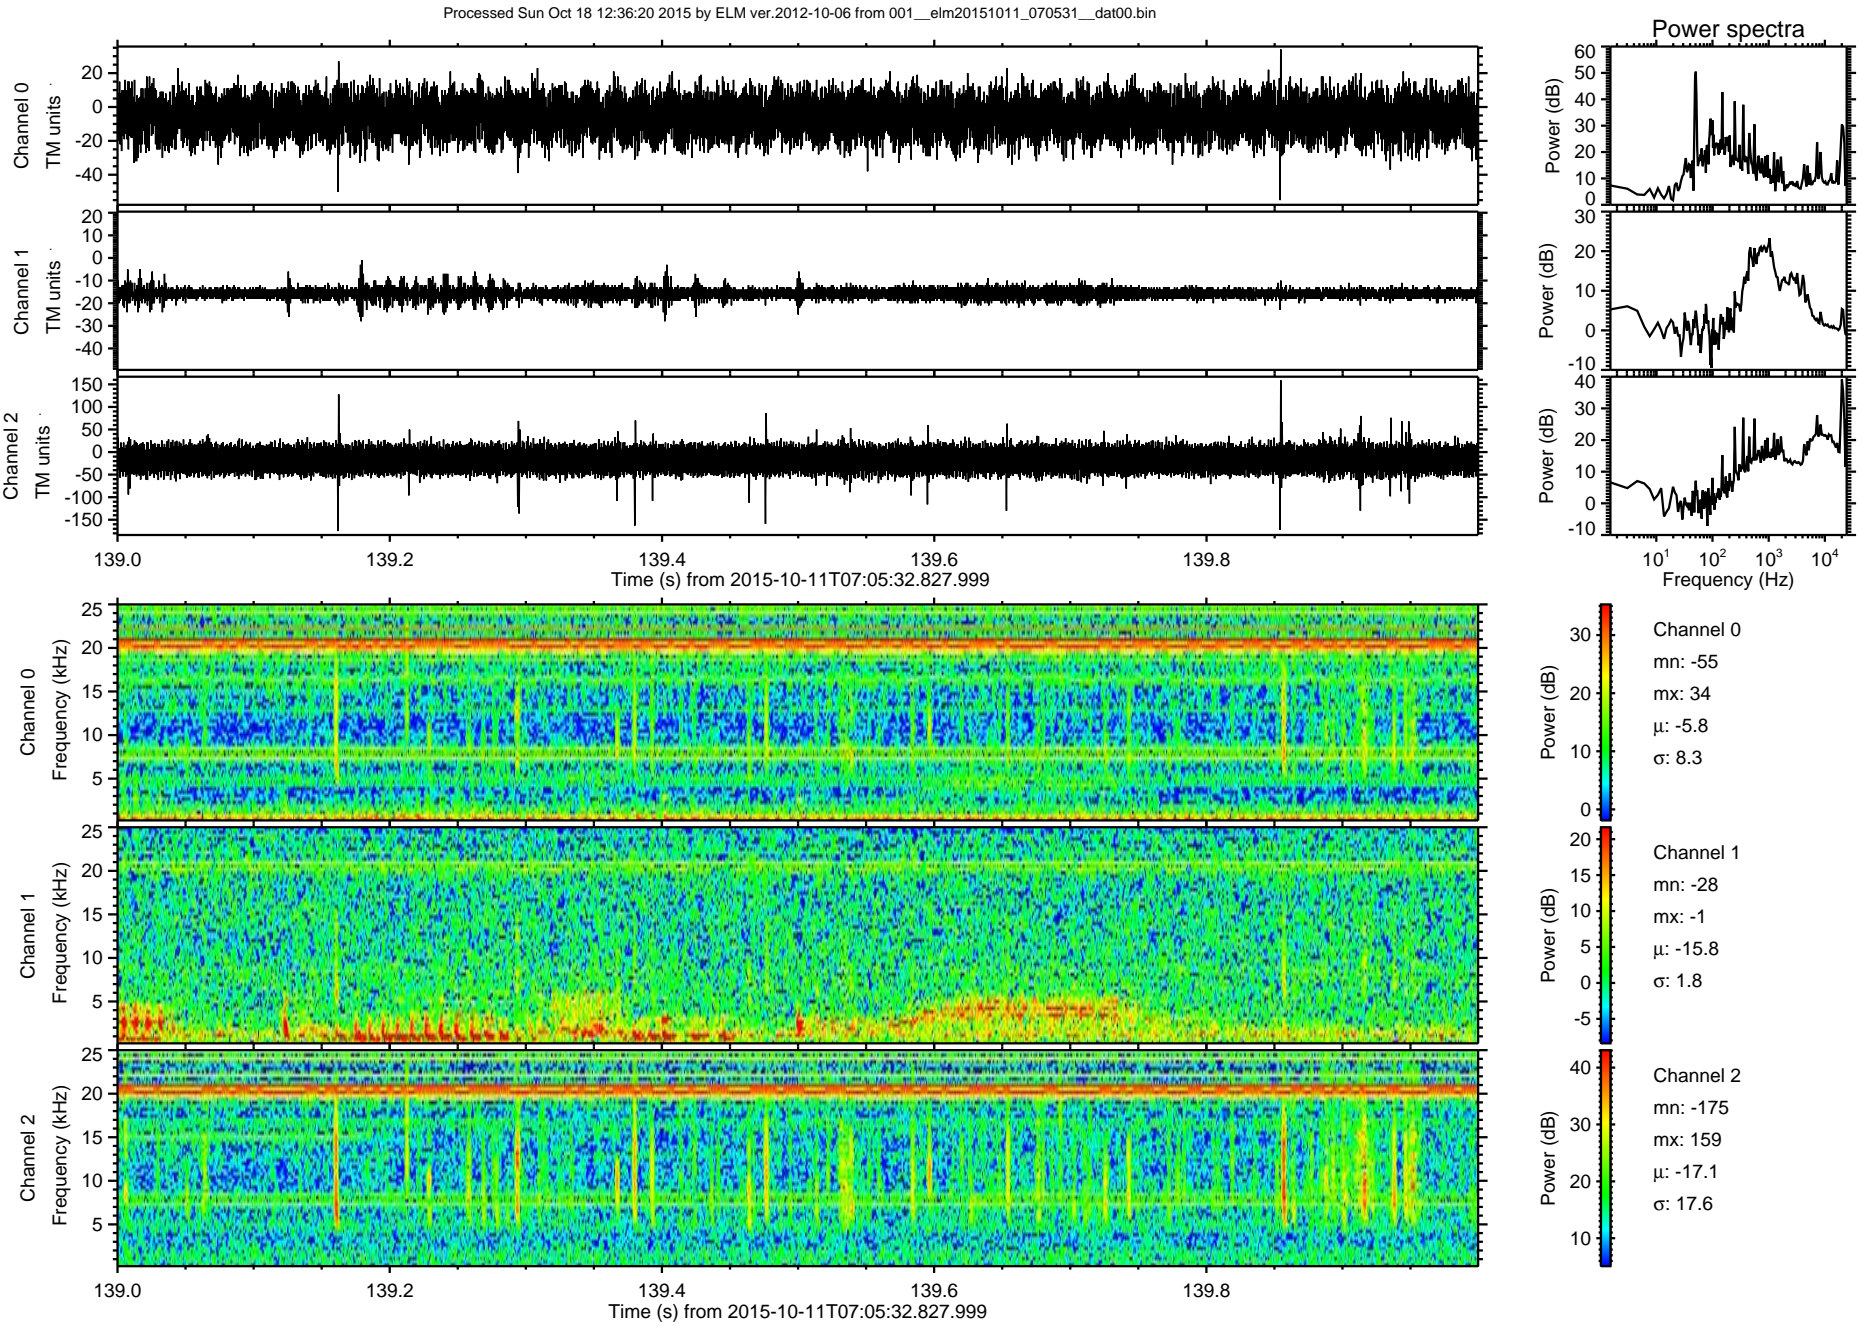 Processed Sun Oct 18 12:36:20 2015 by ELM ver.2012-10-06 from 001__elm20151011_070531__dat00.bin
Power spectra
Channel 0
TM units
20
0
-20
-40
Power (dB)
60
50
40
30
20
10
0
Channel 1
TM units
20
10
0
-10
-20
-30
-40
Power (dB)
30
20
10
0
-10
Channel 2
TM units
150
100
50
0
-50
-100
-150
Power (dB)
40
30
20
10
0
-10
139.0 139.2 139.4 139.6 139.8
Time (s) from 2015-10-11T07:05:32.827.999
10¹ 10² 10³ 10⁴
Frequency (Hz)
Channel 0
Frequency (kHz)
25
20
15
10
5
Power (dB)
30
20
10
0
Channel 0
mn: -55
mx: 34
μ: -5.8
σ: 8.3
Channel 1
Frequency (kHz)
25
20
15
10
5
Power (dB)
20
15
10
5
0
-5
Channel 1
mn: -28
mx: -1
μ: -15.8
σ: 1.8
Channel 2
Frequency (kHz)
25
20
15
10
5
Power (dB)
40
30
20
10
Channel 2
mn: -175
mx: 159
μ: -17.1
σ: 17.6
139.0 139.2 139.4 139.6 139.8
Time (s) from 2015-10-11T07:05:32.827.999